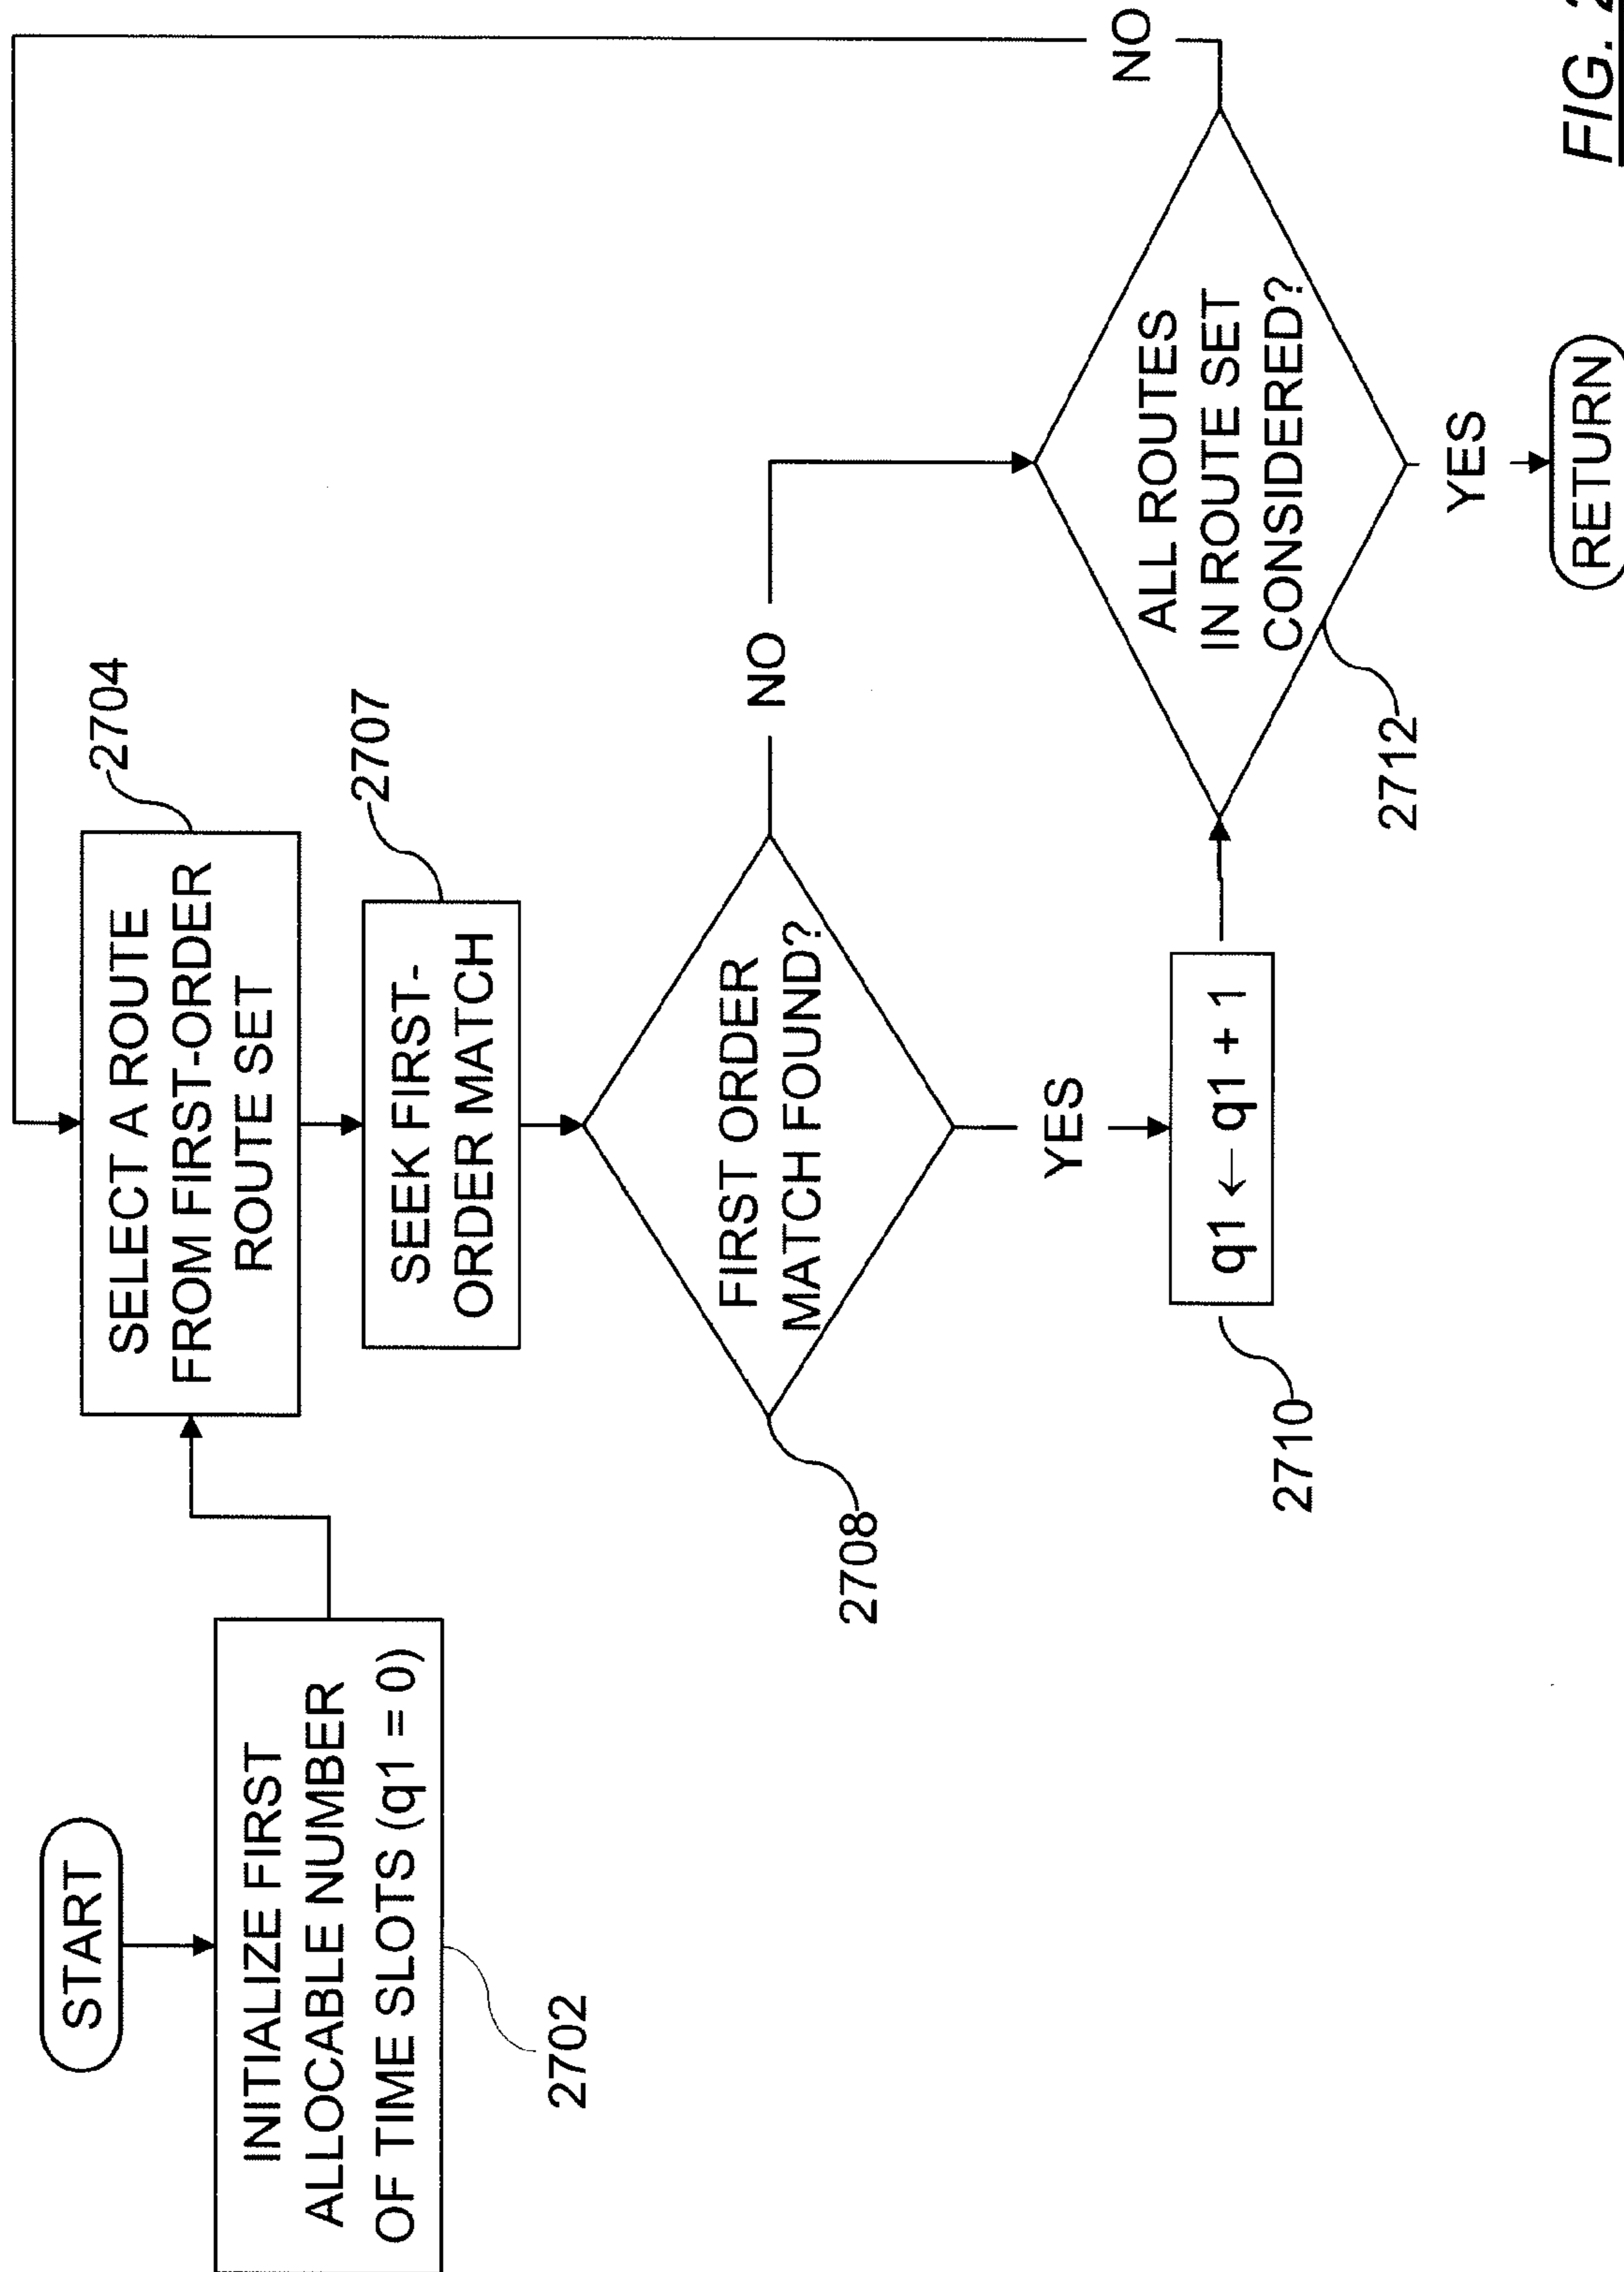 START
INITIALIZE FIRST
ALLOCABLE NUMBER
OF TIME SLOTS (q1 = 0)
2702
SELECT A ROUTE
FROM FIRST-ORDER
ROUTE SET
2704
SEEK FIRST-
ORDER MATCH
2707
FIRST ORDER
MATCH FOUND?
2708
NO
YES
q1 ← q1 + 1
2710
ALL ROUTES
IN ROUTE SET
CONSIDERED?
2712
NO
YES
RETURN
FIG. 2